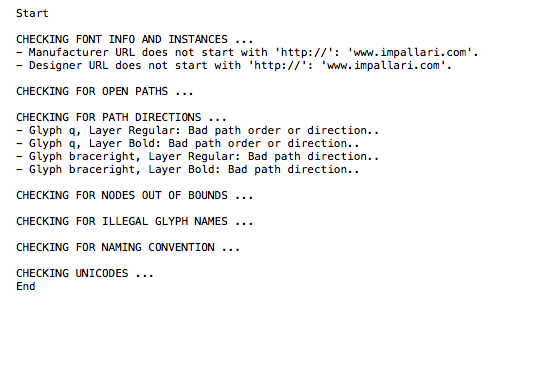 Start
CHECKING FONT INFO AND INSTANCES ...
- Manufacturer URL does not start with 'http://': 'www.impallari.com'.
- Designer URL does not start with 'http://': 'www.impallari.com'.
CHECKING FOR OPEN PATHS ...
CHECKING FOR PATH DIRECTIONS ...
- Glyph q, Layer Regular: Bad path order or direction..
- Glyph q, Layer Bold: Bad path order or direction..
- Glyph braceright, Layer Regular: Bad path direction..
- Glyph braceright, Layer Bold: Bad path direction..
CHECKING FOR NODES OUT OF BOUNDS ...
CHECKING FOR ILLEGAL GLYPH NAMES ...
CHECKING FOR NAMING CONVENTION ...
CHECKING UNICODES ...
End